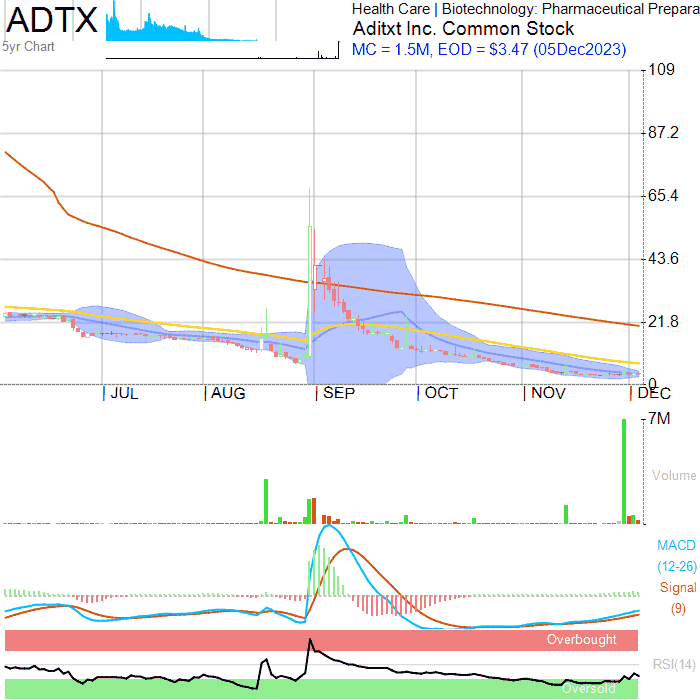 ADTX
5yr Chart
Health Care | Biotechnology: Pharmaceutical Prepara
Aditxt Inc. Common Stock
MC = 1.5M, EOD = $3.47 (05Dec2023)
109
87.2
65.4
43.6
21.8
0
JUL AUG SEP OCT NOV DEC
7M
Volume
MACD
(12-26)
Signal
(9)
Overbought
RSI(14)
Oversold